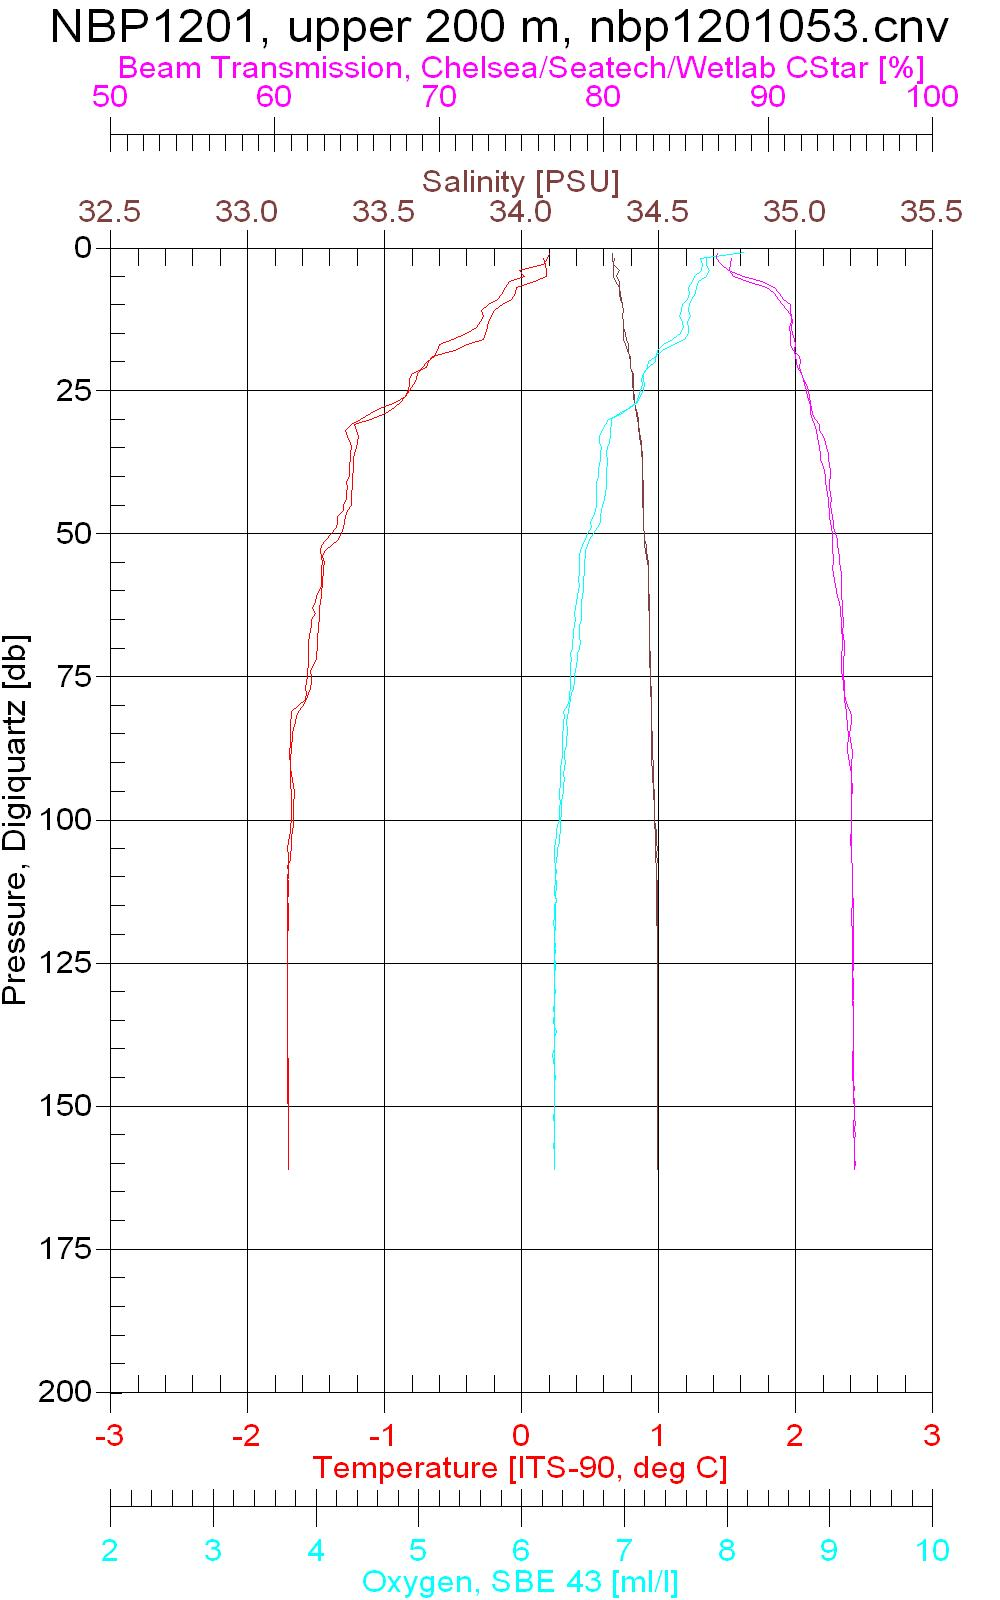 NBP1201, upper 200 m, nbp1201053.cnv
Beam Transmission, Chelsea/Seatech/Wetlab CStar [%]
50 60 70 80 90 100
Salinity [PSU]
32.5 33.0 33.5 34.0 34.5 35.0 35.5
0
25
50
75
100
125
150
175
200
Pressure, Digiquartz [db]
-3 -2 -1 0 1 2 3
Temperature [ITS-90, deg C]
2 3 4 5 6 7 8 9 10
Oxygen, SBE 43 [ml/l]